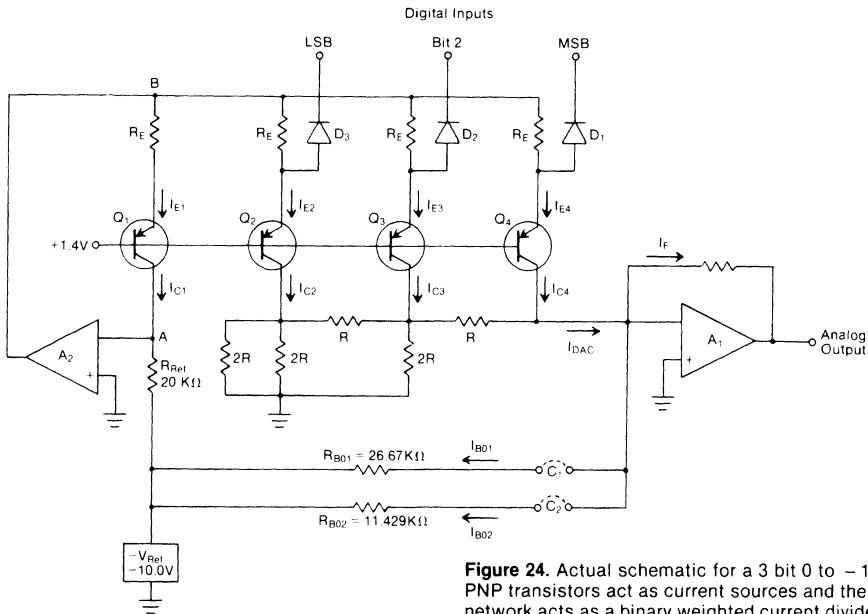 Digital Inputs
LSB
Bit 2
MSB
B
R_E
R_E
D_3
R_E
D_2
R_E
D_1
I_E1
I_E2
I_E3
I_E4
Q_1
Q_2
Q_3
Q_4
+1.4V
I_F
I_C1
I_C2
I_C3
I_C4
A
A_2
+
R_Ref
20 KΩ
2R
2R
R
2R
R
I_DAC
A_1
+
Analog
Output
R_B01 = 26.67KΩ
I_B01
C_1
R_B02 = 11.429KΩ
I_B02
C_2
-V_Ref
-10.0V
Figure 24. Actual schematic for a 3 bit 0 to -1
PNP transistors act as current sources and the
network acts as a binary weighted current divide